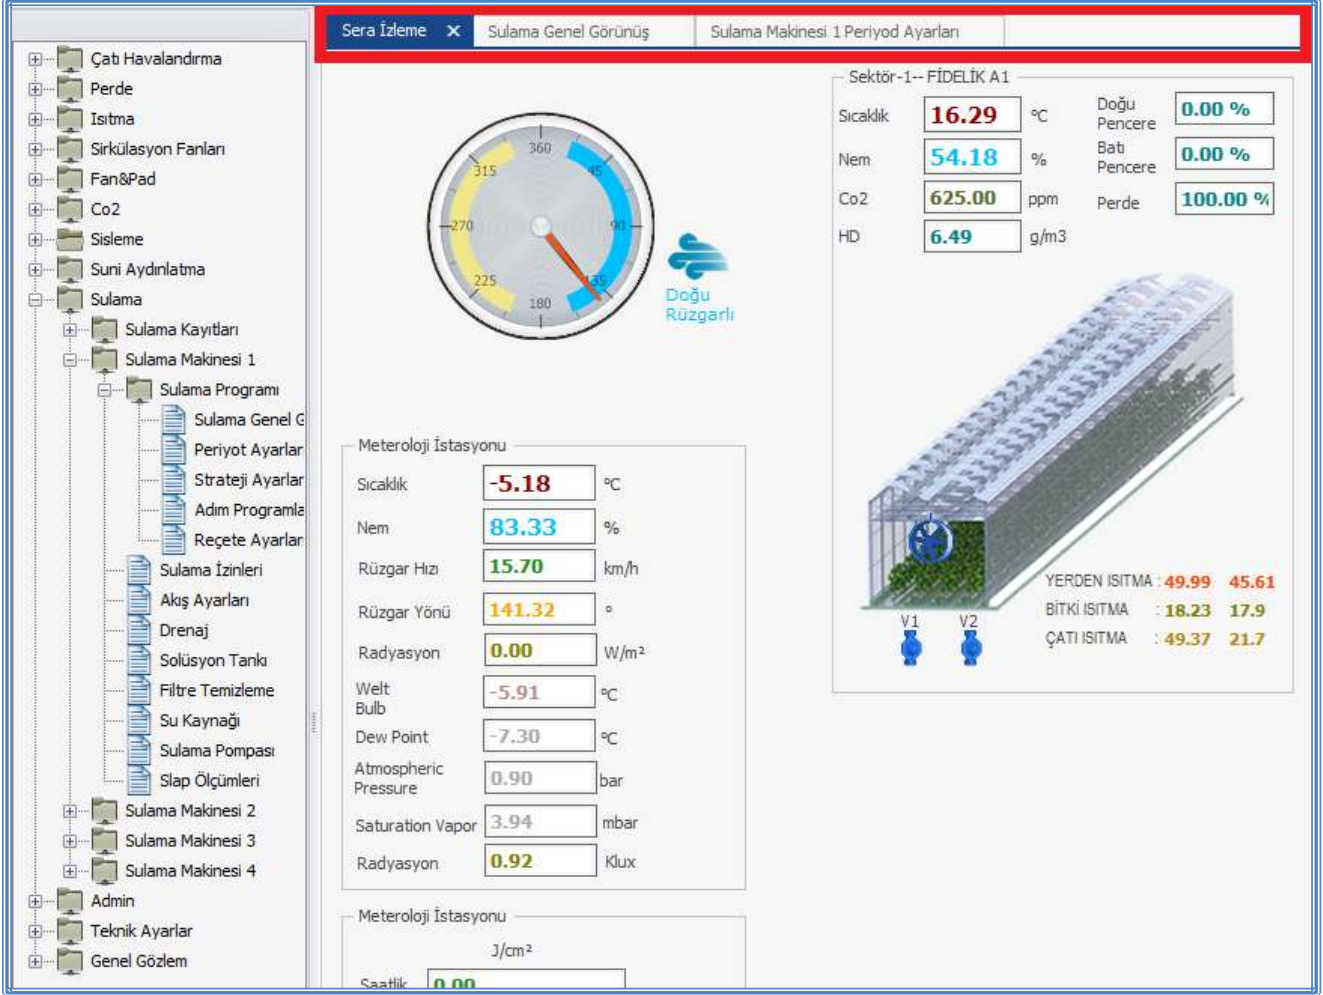 Sera İzleme X Sulama Genel Görünüş Sulama Makinesi 1 Periyod Ayarları
Çatı Havalandırma
Perde
Isıtma
Sirkülasyon Fanları
Fan&Pad
Co2
Sisleme
Suni Aydınlatma
Sulama
Sulama Kayıtları
Sulama Makinesi 1
Sulama Programı
Sulama Genel G
Periyot Ayarlar
Strateji Ayarlar
Adım Programla
Reçete Ayarlar
Sulama İzinleri
Akış Ayarları
Drenaj
Solüsyon Tankı
Filtre Temizleme
Su Kaynağı
Sulama Pompası
Slap Ölçümleri
Sulama Makinesi 2
Sulama Makinesi 3
Sulama Makinesi 4
Admin
Teknik Ayarlar
Genel Gözlem
360
45
90
135
180
225
270
315
Doğu
Rüzgarlı
Meteroloji İstasyonu
Sıcaklık -5.18 °C
Nem 83.33 %
Rüzgar Hızı 15.70 km/h
Rüzgar Yönü 141.32 °
Radyasyon 0.00 W/m²
Welt
Bulb -5.91 °C
Dew Point -7.30 °C
Atmospheric
Pressure 0.90 bar
Saturation Vapor 3.94 mbar
Radyasyon 0.92 Klux
Meteroloji İstasyonu
J/cm²
Saatlik 0.00
Sektör-1-- FİDELİK A1
Sıcaklık 16.29 °C
Nem 54.18 %
Co2 625.00 ppm
HD 6.49 g/m3
Doğu
Pencere 0.00 %
Batı
Pencere 0.00 %
Perde 100.00 %
V1 V2
YERDEN ISITMA : 49.99 45.61
BİTKİ ISITMA : 18.23 17.9
ÇATI ISITMA : 49.37 21.7